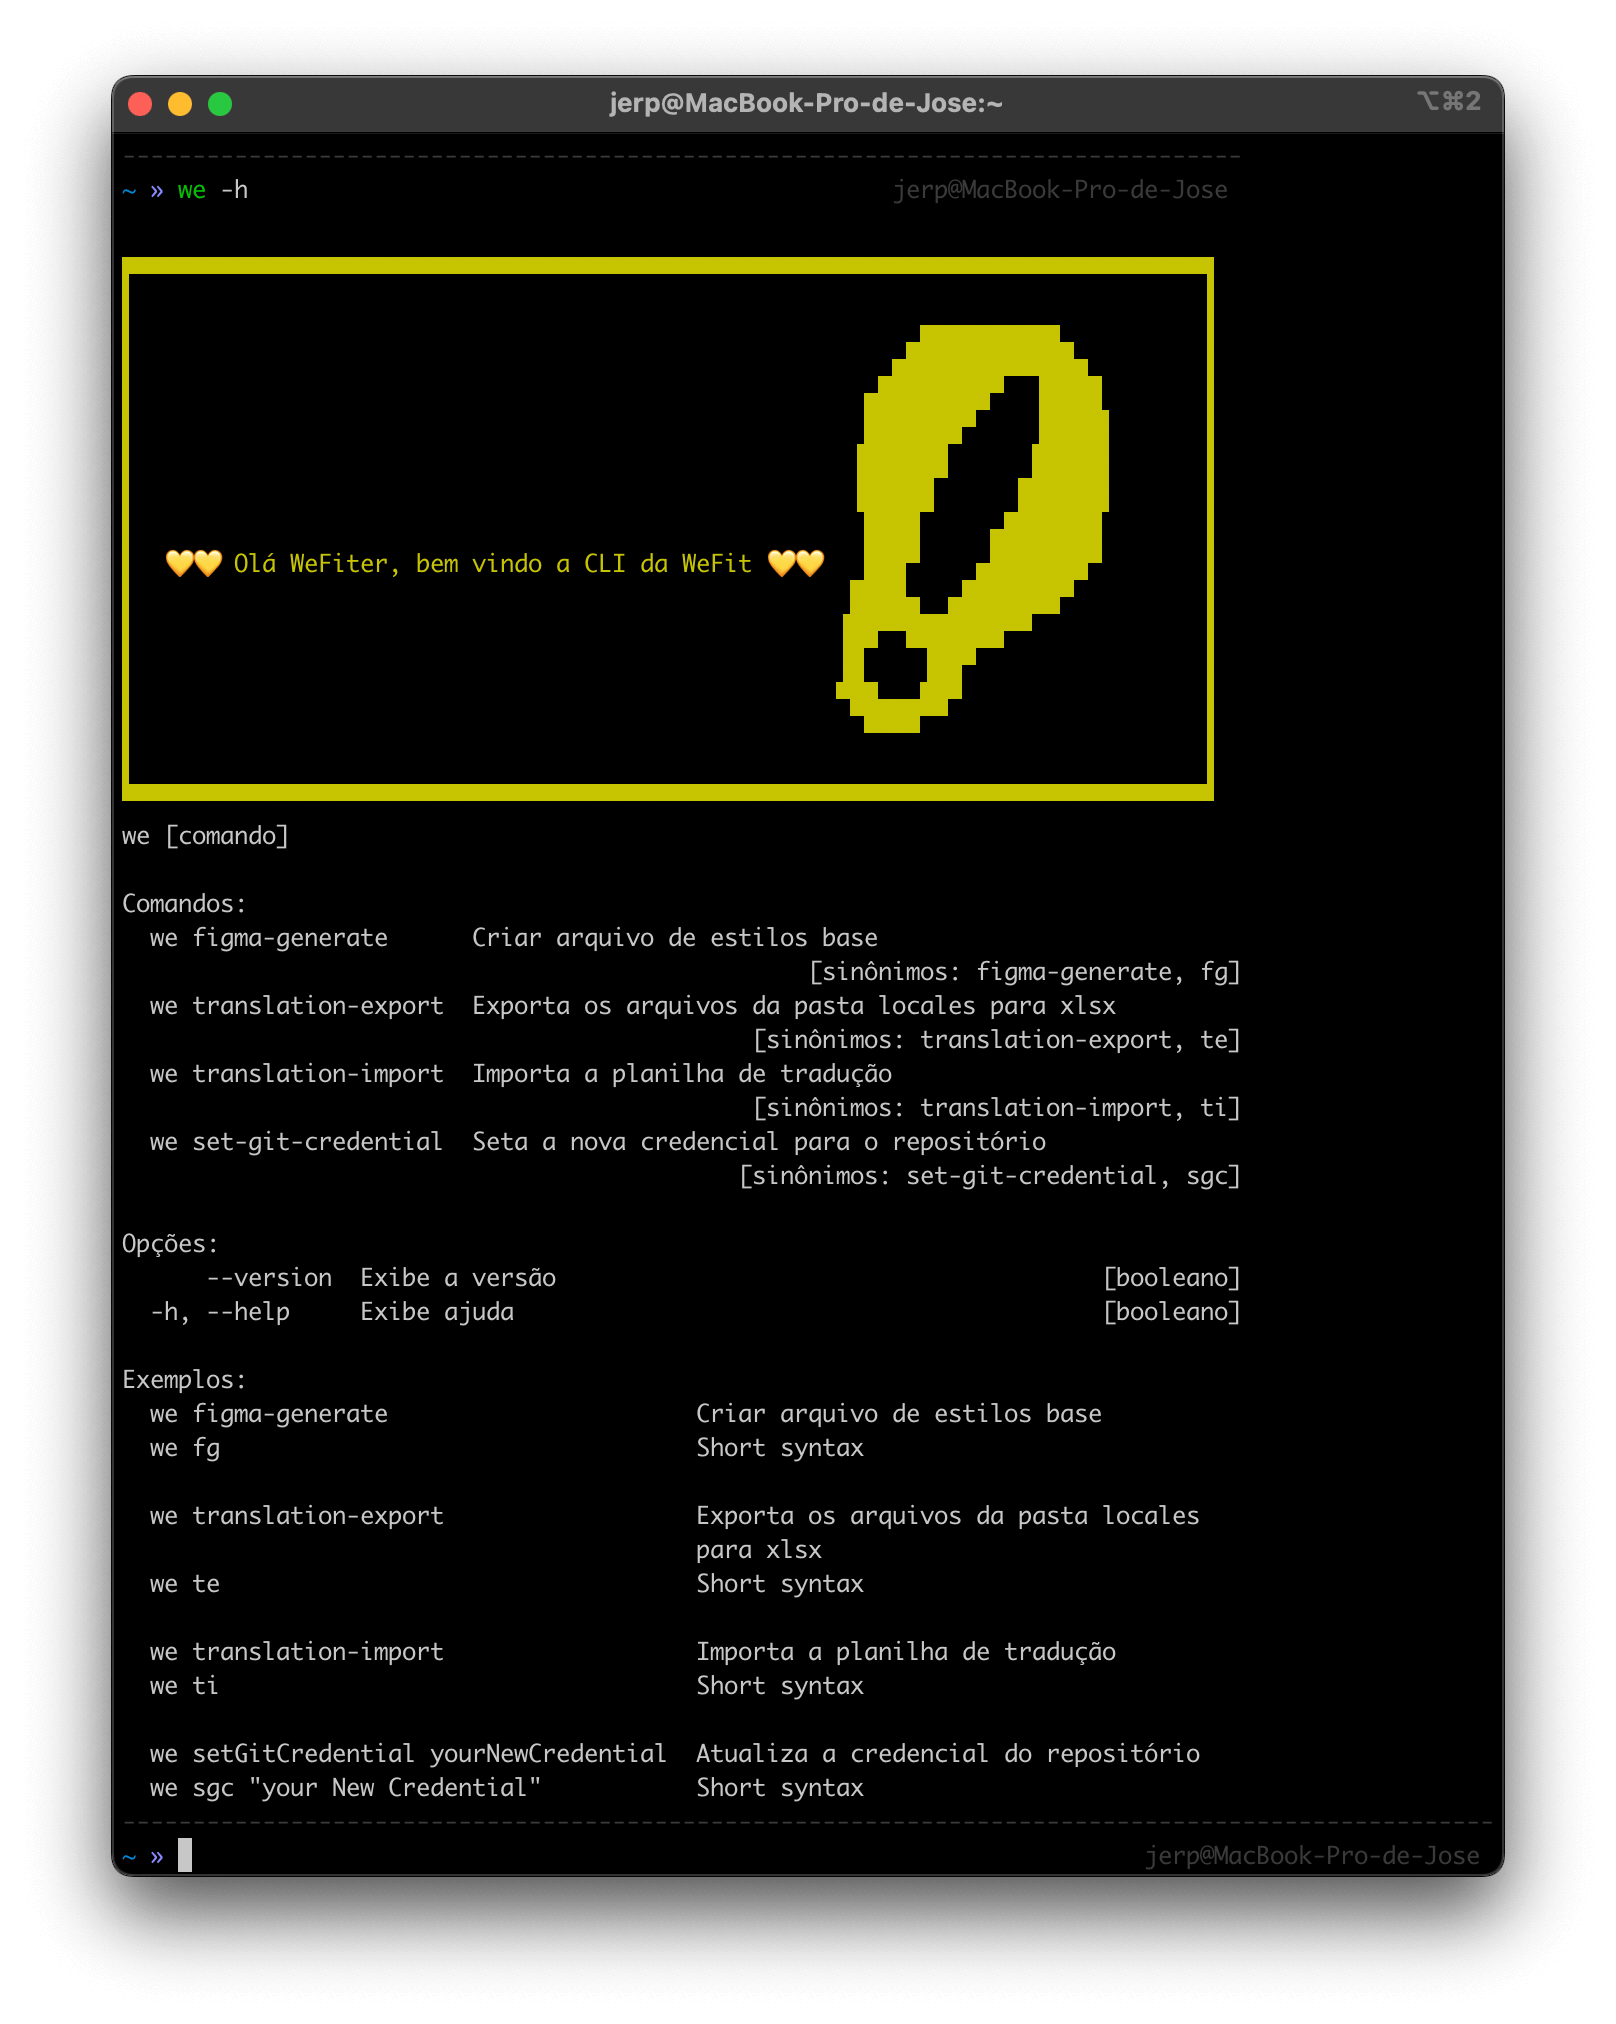 jerp@MacBook-Pro-de-Jose:~ ⌥⌘2
--------------------------------------------------------------------------------
~ » we -h jerp@MacBook-Pro-de-Jose
💛💛 Olá WeFiter, bem vindo a CLI da WeFit 💛💛
we [comando]
Comandos:
we figma-generate Criar arquivo de estilos base
[sinônimos: figma-generate, fg]
we translation-export Exporta os arquivos da pasta locales para xlsx
[sinônimos: translation-export, te]
we translation-import Importa a planilha de tradução
[sinônimos: translation-import, ti]
we set-git-credential Seta a nova credencial para o repositório
[sinônimos: set-git-credential, sgc]
Opções:
--version Exibe a versão [booleano]
-h, --help Exibe ajuda [booleano]
Exemplos:
we figma-generate Criar arquivo de estilos base
we fg Short syntax
we translation-export Exporta os arquivos da pasta locales
para xlsx
we te Short syntax
we translation-import Importa a planilha de tradução
we ti Short syntax
we setGitCredential yourNewCredential Atualiza a credencial do repositório
we sgc "your New Credential" Short syntax
--------------------------------------------------------------------------------------------------
~ » jerp@MacBook-Pro-de-Jose